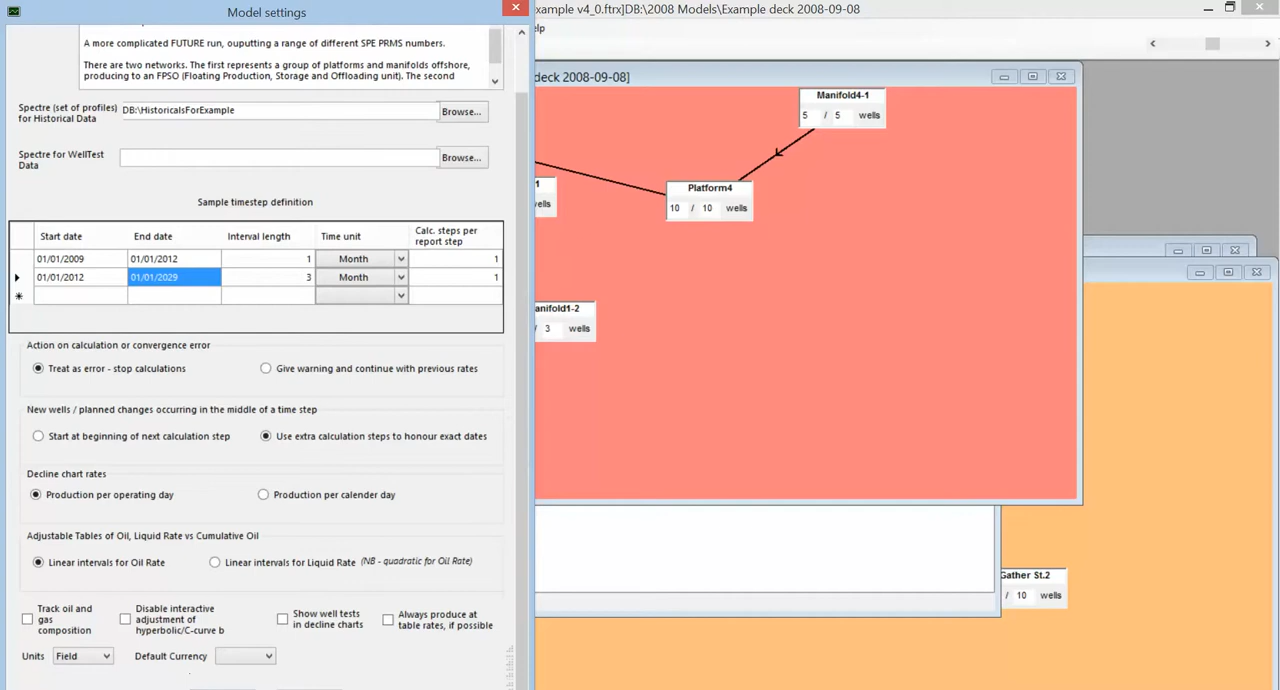 Model settings
example v4_0.ftrx]DB:\2008 Models\Example deck 2008-09-08
A more complicated FUTURE run, ouputting a range of different SPE PRMS numbers.
There are two networks. The first represents a group of platforms and manifolds offshore,
producing to an FPSO (Floating Production, Storage and Offloading unit). The second
Spectre (set of profiles)
for Historical Data
DB:\HistoricalsForExample
Browse...
Spectre for WellTest
Data
Browse...
Sample timestep definition
Start date End date Interval length Time unit Calc. steps per
report step
01/01/2009 01/01/2012 1 Month 1
01/01/2012 01/01/2029 3 Month 1
Action on calculation or convergence error
Treat as error - stop calculations Give warning and continue with previous rates
New wells / planned changes occurring in the middle of a time step
Start at beginning of next calculation step Use extra calculation steps to honour exact dates
Decline chart rates
Production per operating day Production per calender day
Adjustable Tables of Oil, Liquid Rate vs Cumulative Oil
Linear intervals for Oil Rate Linear intervals for Liquid Rate (NB - quadratic for Oil Rate)
Track oil and
gas
composition
Disable interactive
adjustment of
hyperbolic/C-curve b
Show well tests
in decline charts
Always produce at
table rates, if possible
Units Field Default Currency
elp
deck 2008-09-08]
Manifold4-1
5 / 5 wells
Platform4
10 / 10 wells
1
wells
anifold1-2
/ 3 wells
Gather St.2
/ 10 wells